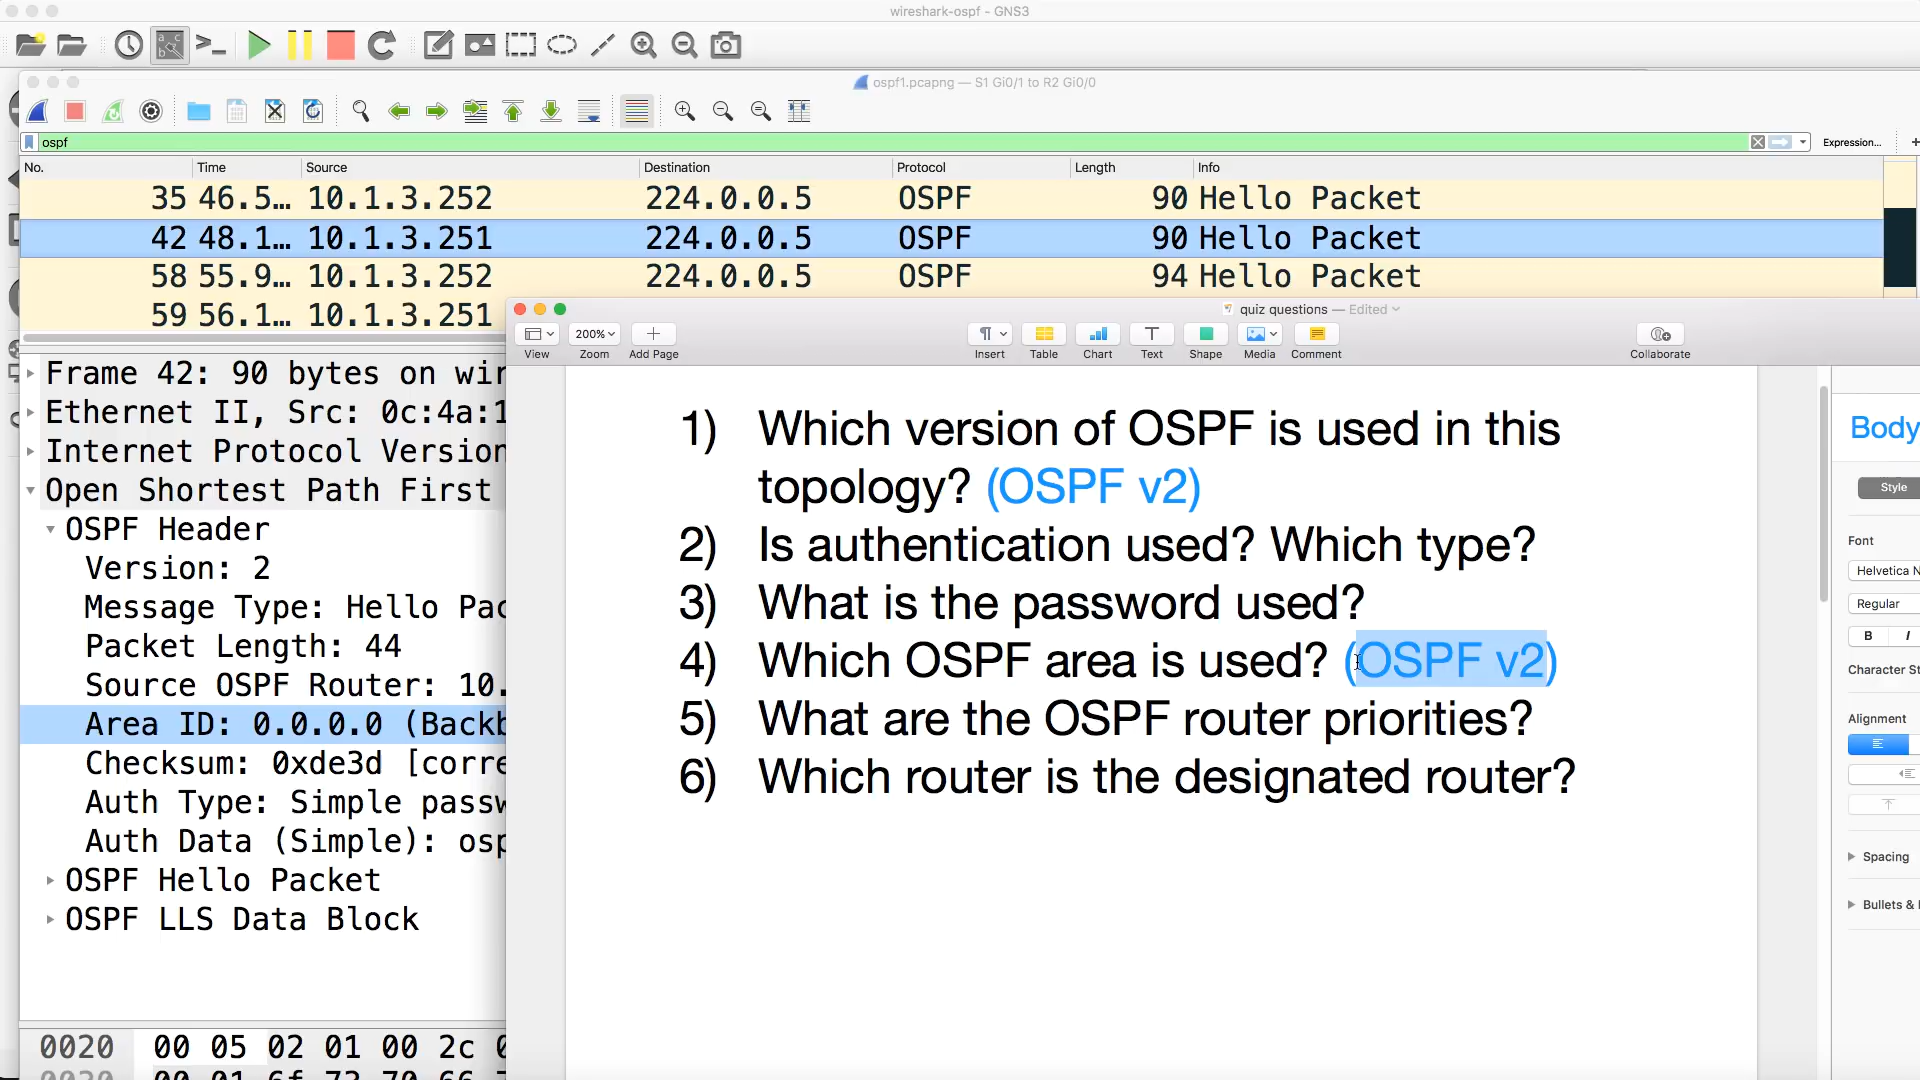 wireshark-ospf - GNS3
ospf1.pcapng — S1 Gi0/1 to R2 Gi0/0
ospf
Expression...
No. Time Source Destination Protocol Length Info
35 46.5... 10.1.3.252 224.0.0.5 OSPF 90 Hello Packet
42 48.1... 10.1.3.251 224.0.0.5 OSPF 90 Hello Packet
58 55.9... 10.1.3.252 224.0.0.5 OSPF 94 Hello Packet
59 56.1... 10.1.3.251
Frame 42: 90 bytes on wir
Ethernet II, Src: 0c:4a:1
Internet Protocol Version
Open Shortest Path First
OSPF Header
Version: 2
Message Type: Hello Pac
Packet Length: 44
Source OSPF Router: 10.
Area ID: 0.0.0.0 (Backb
Checksum: 0xde3d [corre
Auth Type: Simple passw
Auth Data (Simple): osp
OSPF Hello Packet
OSPF LLS Data Block
0020 00 05 02 01 00 2c
quiz questions — Edited
200%
View Zoom Add Page Insert Table Chart Text Shape Media Comment Collaborate
1) Which version of OSPF is used in this
topology? (OSPF v2)
2) Is authentication used? Which type?
3) What is the password used?
4) Which OSPF area is used? (OSPF v2)
5) What are the OSPF router priorities?
6) Which router is the designated router?
Body
Style
Font
Helvetica N
Regular
B I
Character St
Alignment
Spacing
Bullets &